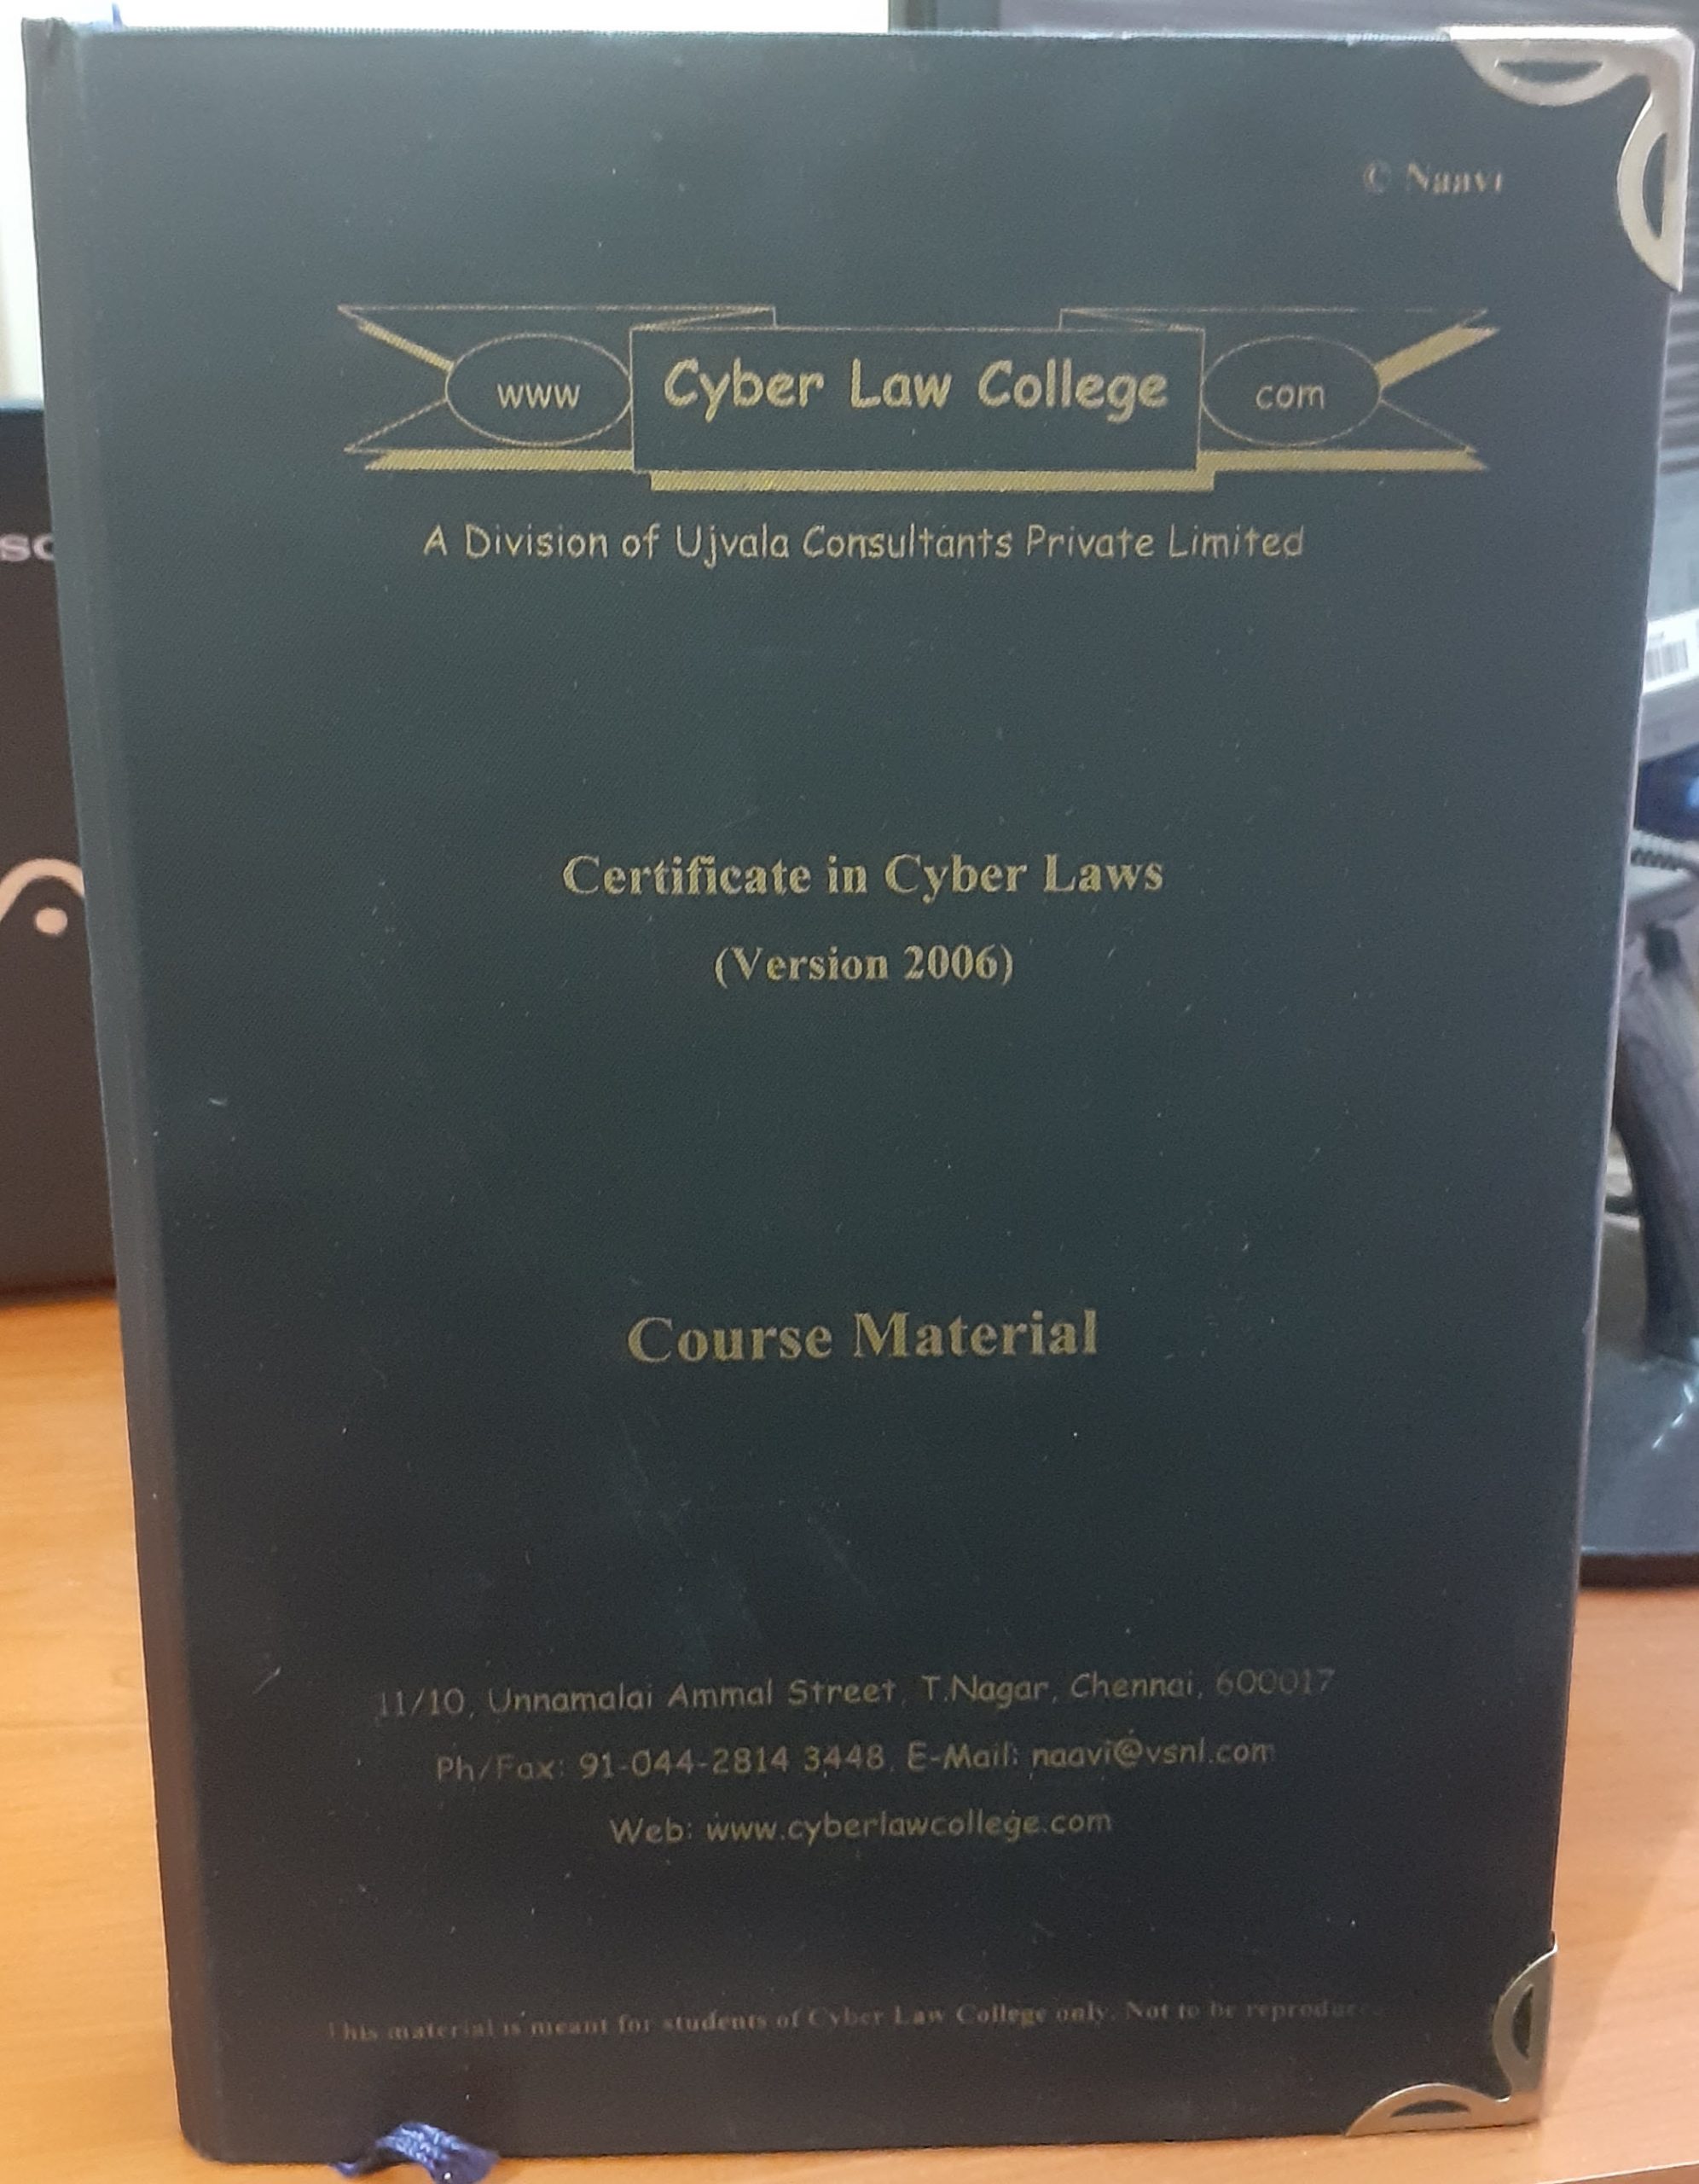 © Naavi
www Cyber Law College com
A Division of Ujvala Consultants Private Limited
Certificate in Cyber Laws
(Version 2006)
Course Material
11/10, Unnamalai Ammal Street, T.Nagar, Chennai, 600017
Ph/Fax: 91-044-2814 3448, E-Mail: naavi@vsnl.com
Web: www.cyberlawcollege.com
This material is meant for students of Cyber Law College only. Not to be